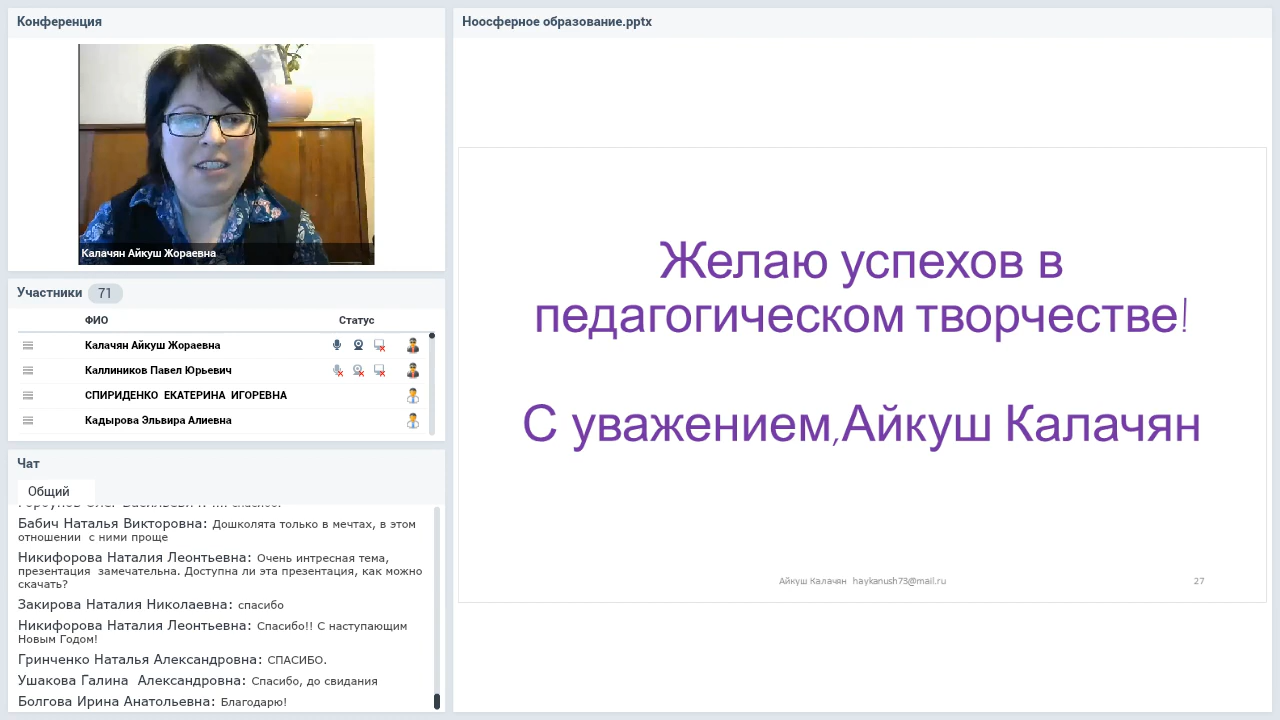 Конференция
Калачян Айкуш Жораевна
Участники 71
ФИО Статус
Калачян Айкуш Жораевна
Каллиников Павел Юрьевич
СПИРИДЕНКО ЕКАТЕРИНА ИГОРЕВНА
Кадырова Эльвира Алиевна
Чат
Общий
Бабич Наталья Викторовна: Дошколята только в мечтах, в этом
отношении с ними проще
Никифорова Наталия Леонтьевна: Очень интресная тема,
презентация замечательна. Доступна ли эта презентация, как можно
скачать?
Закирова Наталия Николаевна: спасибо
Никифорова Наталия Леонтьевна: Спасибо!! С наступающим
Новым Годом!
Гринченко Наталья Александровна: СПАСИБО.
Ушакова Галина Александровна: Спасибо, до свидания
Болгова Ирина Анатольевна: Благодарю!
Ноосферное образование.pptx
Желаю успехов в
педагогическом творчестве!
С уважением,Айкуш Калачян
Айкуш Калачян haykanush73@mail.ru
27